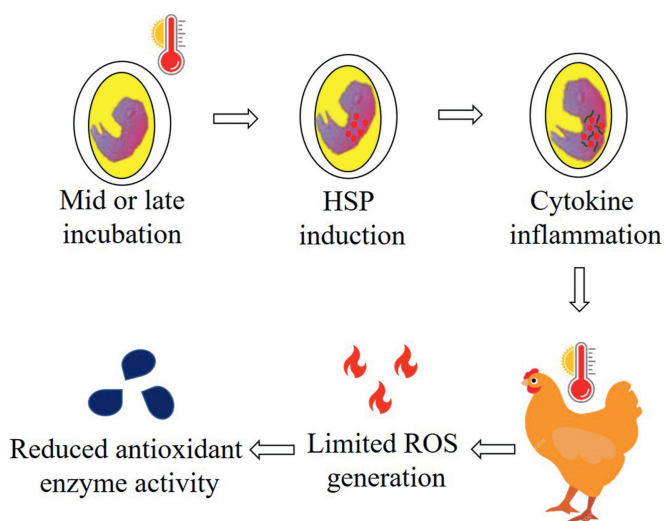 Mid or late
incubation
HSP
induction
Cytokine
inflammation
Limited ROS
generation
Reduced antioxidant
enzyme activity